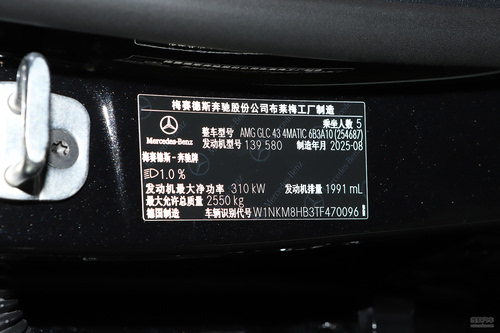 梅赛德斯奔驰股份公司布莱梅工厂制造
乘坐人数 5
整车型号 AMG GLC 43 4MATIC 6B3A10 (254687)
Mercedes-Benz
发动机型号 139 580 制造年月 2025-08
梅赛德斯-奔驰牌
1.0 %
发动机最大净功率 310 kW 发动机排量 1991 mL
最大允许总质量 2550 kg
德国制造 车辆识别代号 W1NKM8HB3TF470096